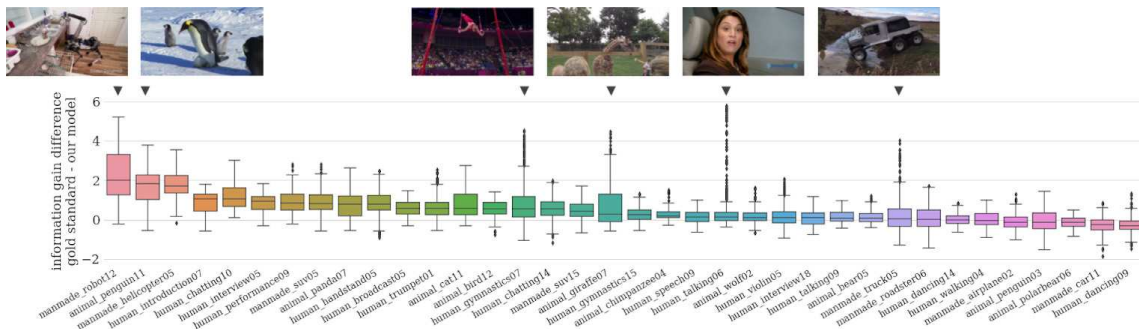 information gain difference
gold standard - our model
6
4
2
0
−2
manmade_robot12
animal_penguin11
manmade_helicopter05
human_introduction07
human_chatting10
human_interview05
human_performance09
manmade_suv05
animal_panda07
human_handstand05
human_broadcast05
human_trumpet01
animal_cat11
animal_bird12
human_gymnastics07
human_chatting14
manmade_suv15
animal_giraffe07
human_gymnastics15
animal_chimpanzee04
human_speech09
human_talking06
animal_wolf02
human_violin05
human_interview18
human_talking09
animal_bear05
manmade_truck05
manmade_roadster06
human_dancing14
human_walking04
manmade_airplane02
animal_penguin03
animal_polarbear06
manmade_car11
human_dancing09